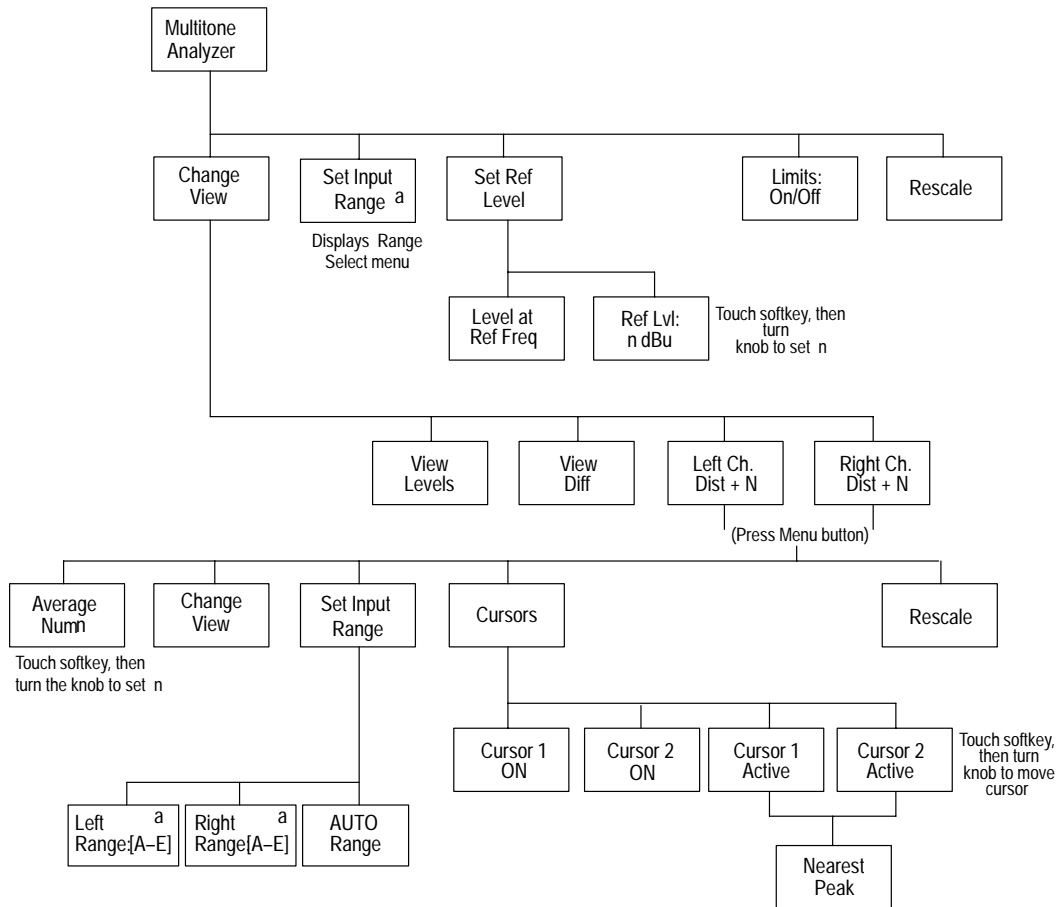 Multitone
Analyzer
Change
View
Set Input
Range a
Displays Range
Select menu
Set Ref
Level
Limits:
On/Off
Rescale
Level at
Ref Freq
Ref Lvl:
n dBu
Touch softkey, then
turn
knob to set n
View
Levels
View
Diff
Left Ch.
Dist + N
Right Ch.
Dist + N
(Press Menu button)
Average
Numn
Touch softkey, then
turn the knob to set n
Change
View
Set Input
Range
Cursors
Rescale
Cursor 1
ON
Cursor 2
ON
Cursor 1
Active
Cursor 2
Active
Touch softkey,
then turn
knob to move
cursor
Left a
Range:[A–E]
Right a
Range[A–E]
AUTO
Range
Nearest
Peak